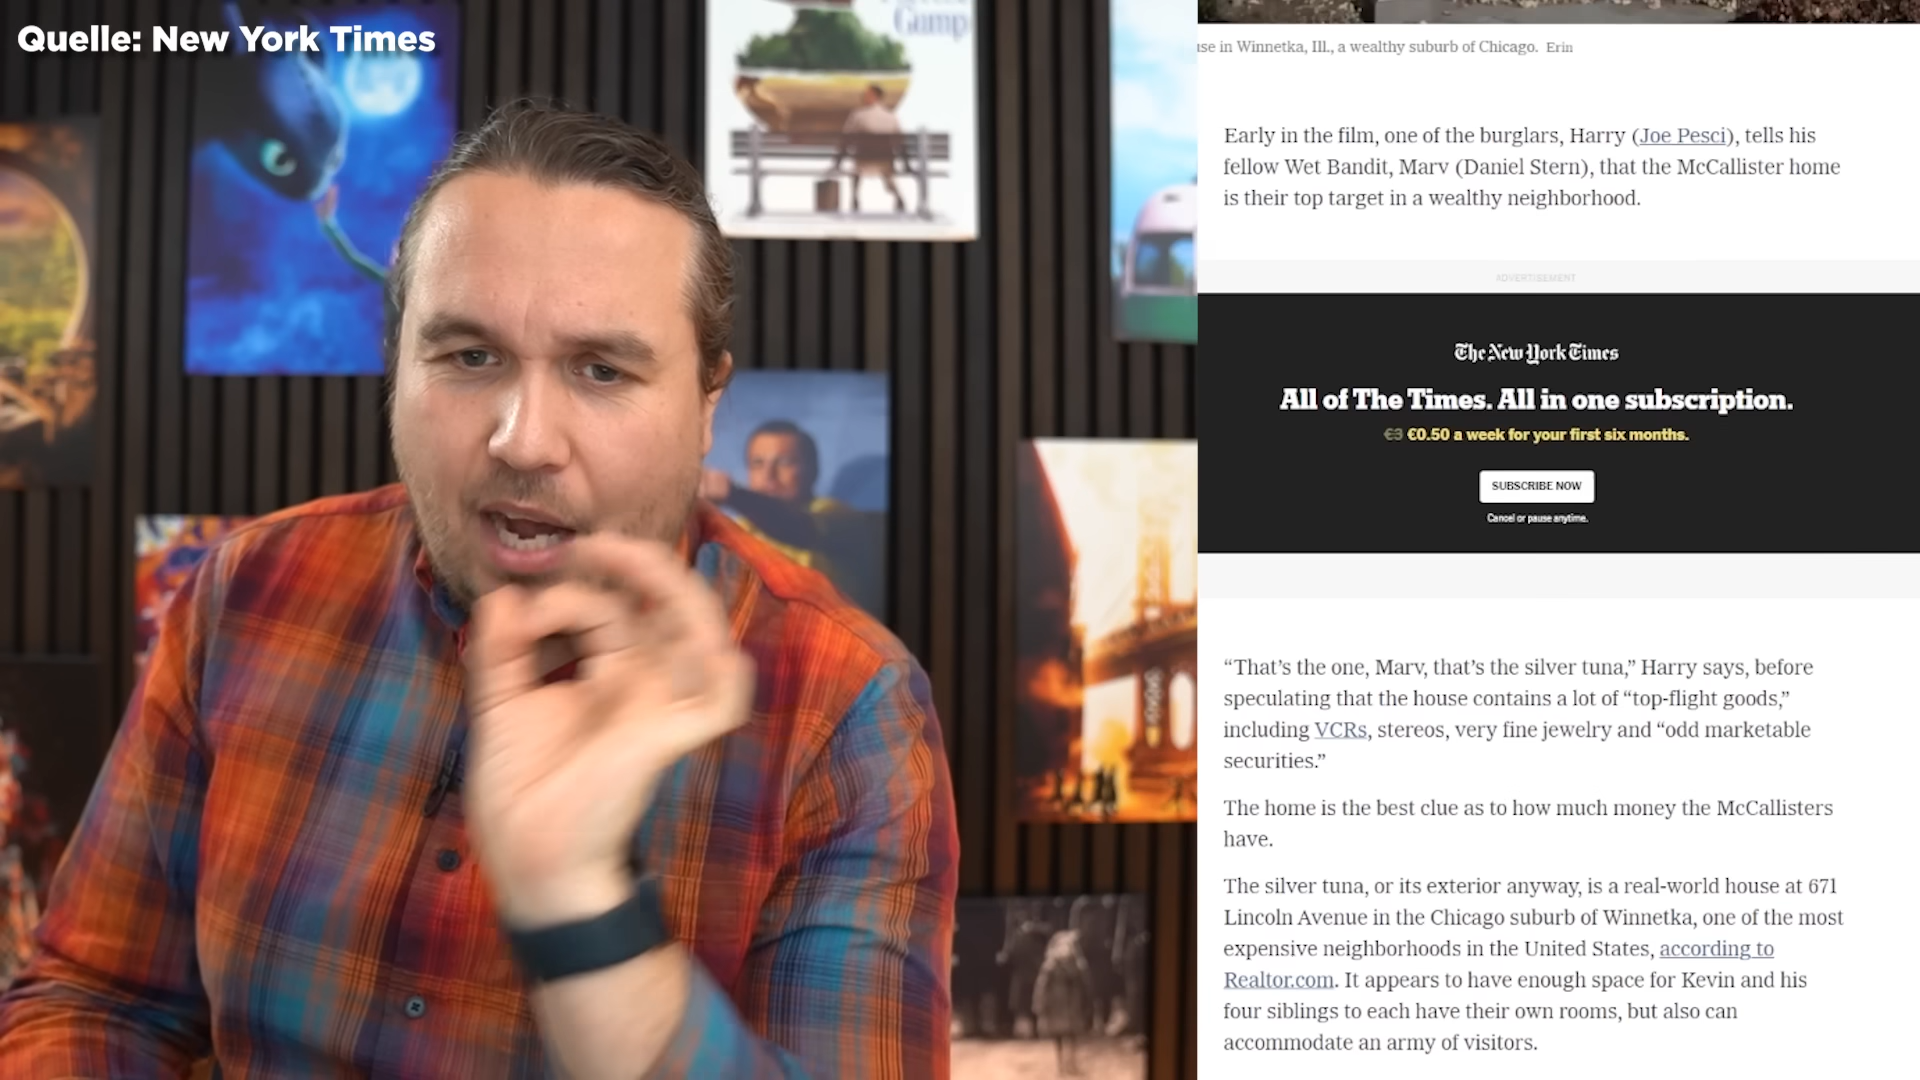 Quelle: New York Times
Gump
use in Winnetka, Ill., a wealthy suburb of Chicago. Erin
Early in the film, one of the burglars, Harry (Joe Pesci), tells his
fellow Wet Bandit, Marv (Daniel Stern), that the McCallister home
is their top target in a wealthy neighborhood.
ADVERTISEMENT
The New York Times
All of The Times. All in one subscription.
€3 €0.50 a week for your first six months.
SUBSCRIBE NOW
Cancel or pause anytime.
“That’s the one, Marv, that’s the silver tuna,” Harry says, before
speculating that the house contains a lot of “top-flight goods,”
including VCRs, stereos, very fine jewelry and “odd marketable
securities.”
The home is the best clue as to how much money the McCallisters
have.
The silver tuna, or its exterior anyway, is a real-world house at 671
Lincoln Avenue in the Chicago suburb of Winnetka, one of the most
expensive neighborhoods in the United States, according to
Realtor.com. It appears to have enough space for Kevin and his
four siblings to each have their own rooms, but also can
accommodate an army of visitors.